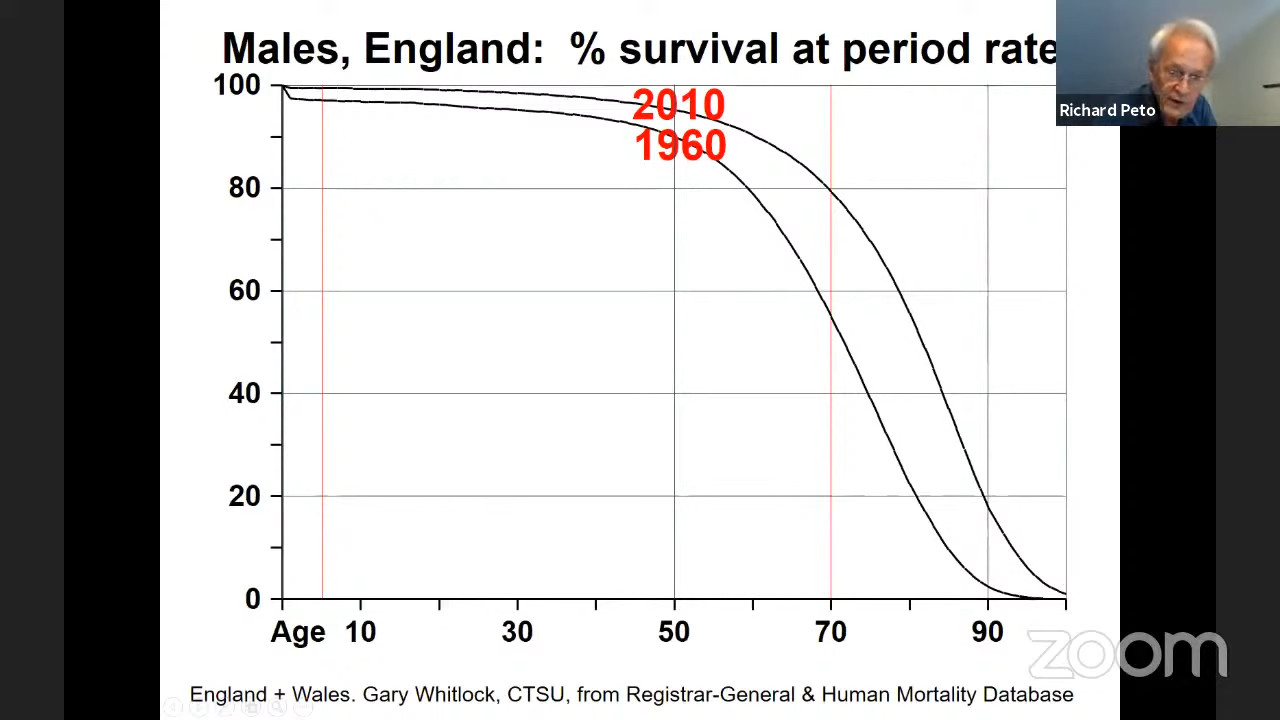 Males, England: % survival at period rate
Richard Peto
100
2010
1960
80
60
40
20
0
Age 10 30 50 70 90
zoom
England + Wales. Gary Whitlock, CTSU, from Registrar-General & Human Mortality Database